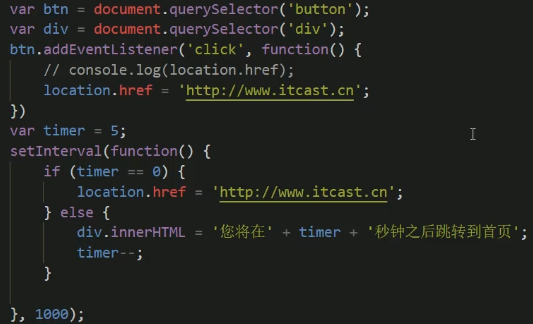 var btn = document.querySelector('button');
var div = document.querySelector('div');
btn.addEventListener('click', function() {
    // console.log(location.href);
    location.href = 'http://www.itcast.cn';
})
var timer = 5;
setInterval(function() {
    if (timer == 0) {
        location.href = 'http://www.itcast.cn';
    } else {
        div.innerHTML = '您将在' + timer + '秒钟之后跳转到首页';
        timer--;
    }
}, 1000);